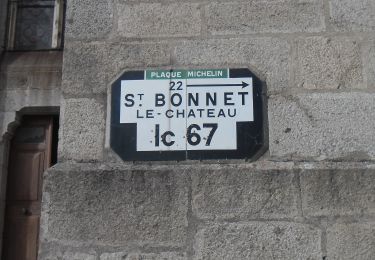 PLAQUE MICHELIN
22
ST. BONNET
LE-CHATEAU
Ic 67